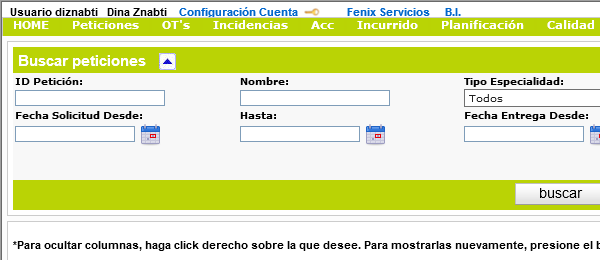 Usuario diznabti Dina Znabti Configuración Cuenta Fenix Servicios B.I.
HOME Peticiones OT's Incidencias Acc Incurrido Planificación Calidad
Buscar peticiones
ID Petición: Nombre: Tipo Especialidad:
Todos
Fecha Solicitud Desde: Hasta: Fecha Entrega Desde:
buscar
*Para ocultar columnas, haga click derecho sobre la que desee. Para mostrarlas nuevamente, presione el b